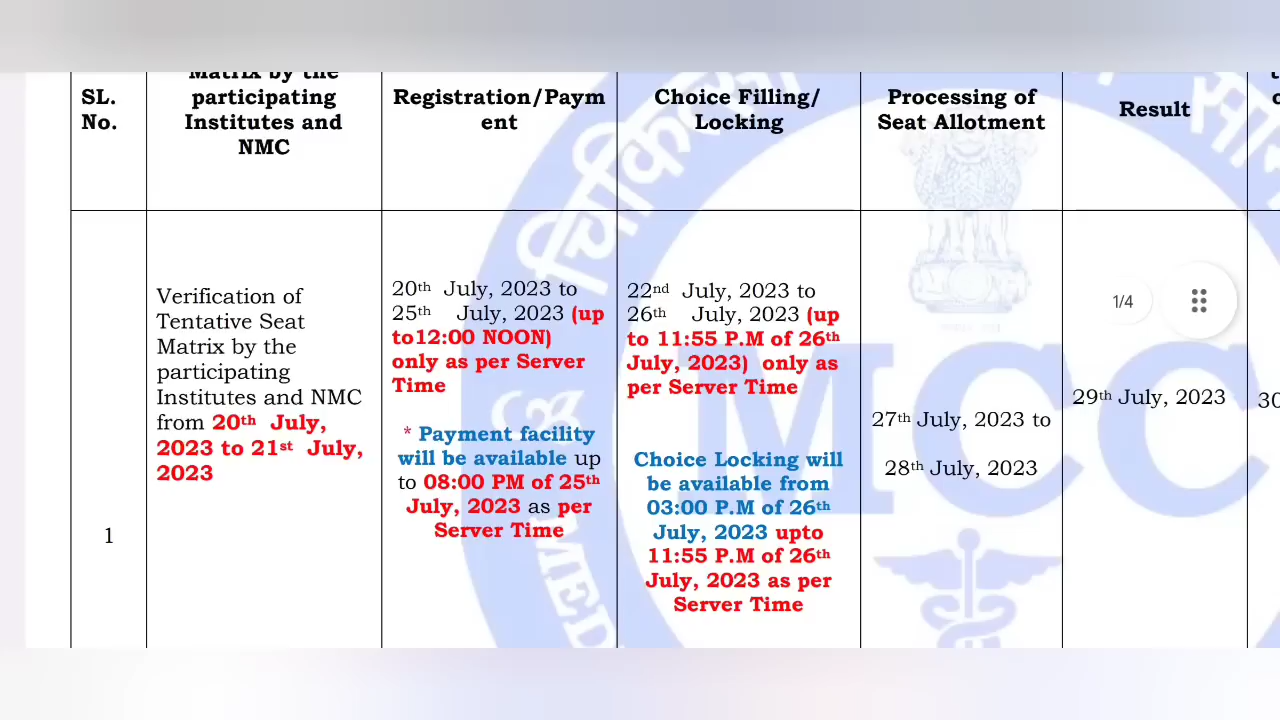 Matrix by the
participating
Institutes and
NMC
SL.
No.
Registration/Paym
ent
Choice Filling/
Locking
Processing of
Seat Allotment
Result
1
Verification of
Tentative Seat
Matrix by the
participating
Institutes and NMC
from 20th July,
2023 to 21st July,
2023
20th July, 2023 to
25th July, 2023 (up
to12:00 NOON)
only as per Server
Time
* Payment facility
will be available up
to 08:00 PM of 25th
July, 2023 as per
Server Time
22nd July, 2023 to
26th July, 2023 (up
to 11:55 P.M of 26th
July, 2023) only as
per Server Time
Choice Locking will
be available from
03:00 P.M of 26th
July, 2023 upto
11:55 P.M of 26th
July, 2023 as per
Server Time
27th July, 2023 to
28th July, 2023
29th July, 2023
30
1/4
MCC
MED